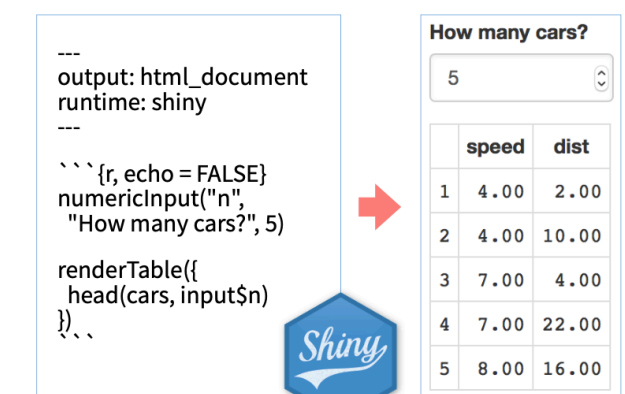 ---
output: html_document
runtime: shiny
---
```{r, echo = FALSE}
numericInput("n",
"How many cars?", 5)
renderTable({
head(cars, input$n)
})
```
Shiny
How many cars?
5
speed dist
1 4.00 2.00
2 4.00 10.00
3 7.00 4.00
4 7.00 22.00
5 8.00 16.00